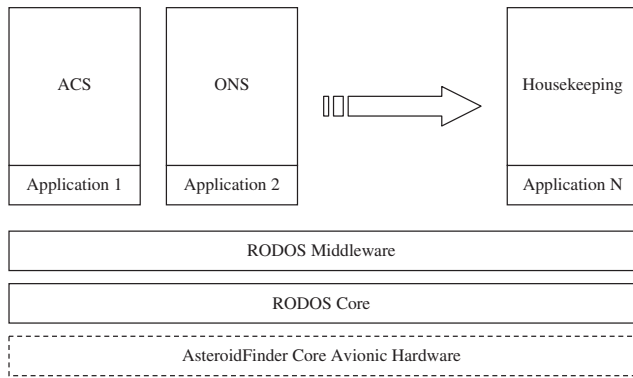 ACS
ONS
Housekeeping
Application 1
Application 2
Application N
RODOS Middleware
RODOS Core
AsteroidFinder Core Avionic Hardware